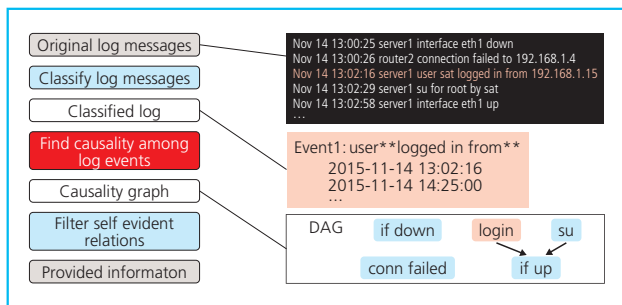 Original log messages
Classify log messages
Classified log
Find causality among
log events
Causality graph
Filter self evident
relations
Provided informaton
Nov 14 13:00:25 server1 interface eth1 down
Nov 14 13:00:26 router2 connection failed to 192.168.1.4
Nov 14 13:02:16 server1 user sat logged in from 192.168.1.15
Nov 14 13:02:29 server1 su for root by sat
Nov 14 13:02:58 server1 interface eth1 up
...
Event1: user**logged in from**
2015-11-14 13:02:16
2015-11-14 14:25:00
...
DAG
if down
login
su
conn failed
if up